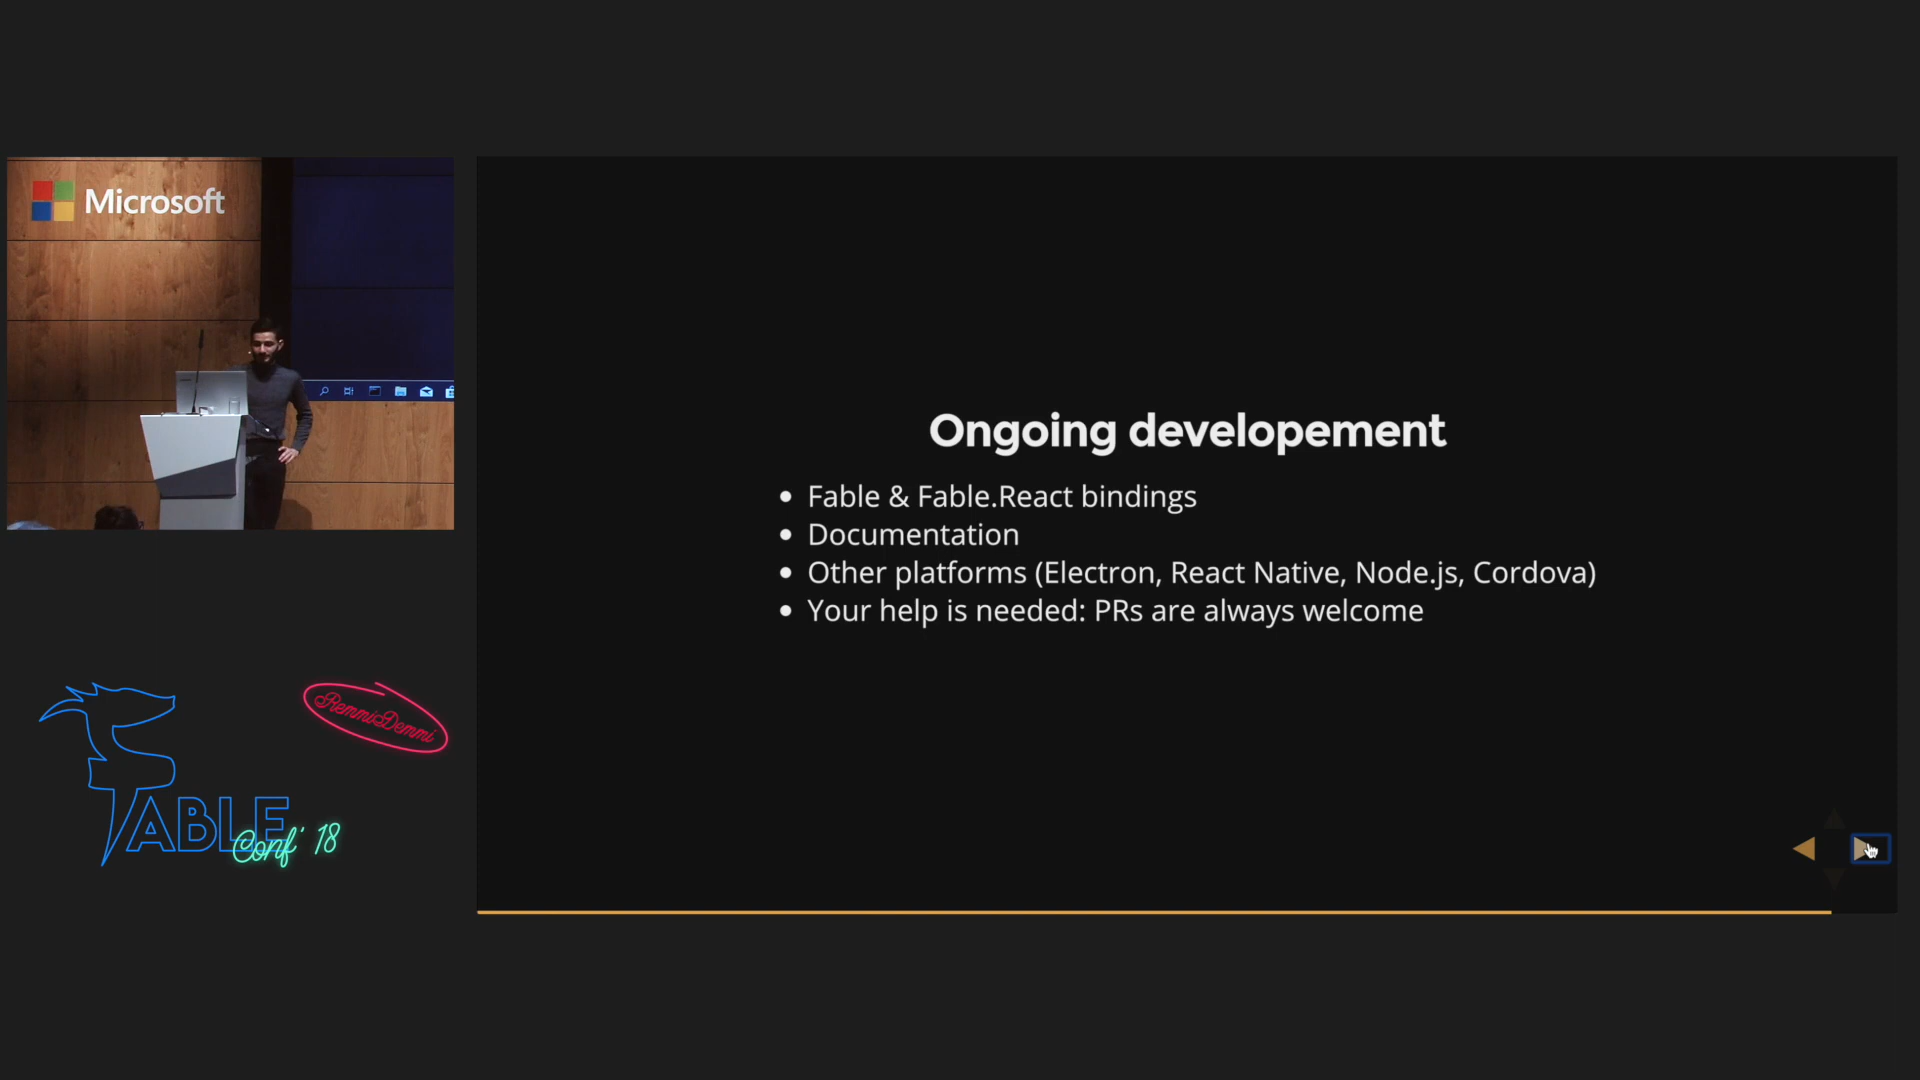 Microsoft
Ongoing developement
Fable & Fable.React bindings
Documentation
Other platforms (Electron, React Native, Node.js, Cordova)
Your help is needed: PRs are always welcome
RemmiDemmi
FABLE
Conf' 18